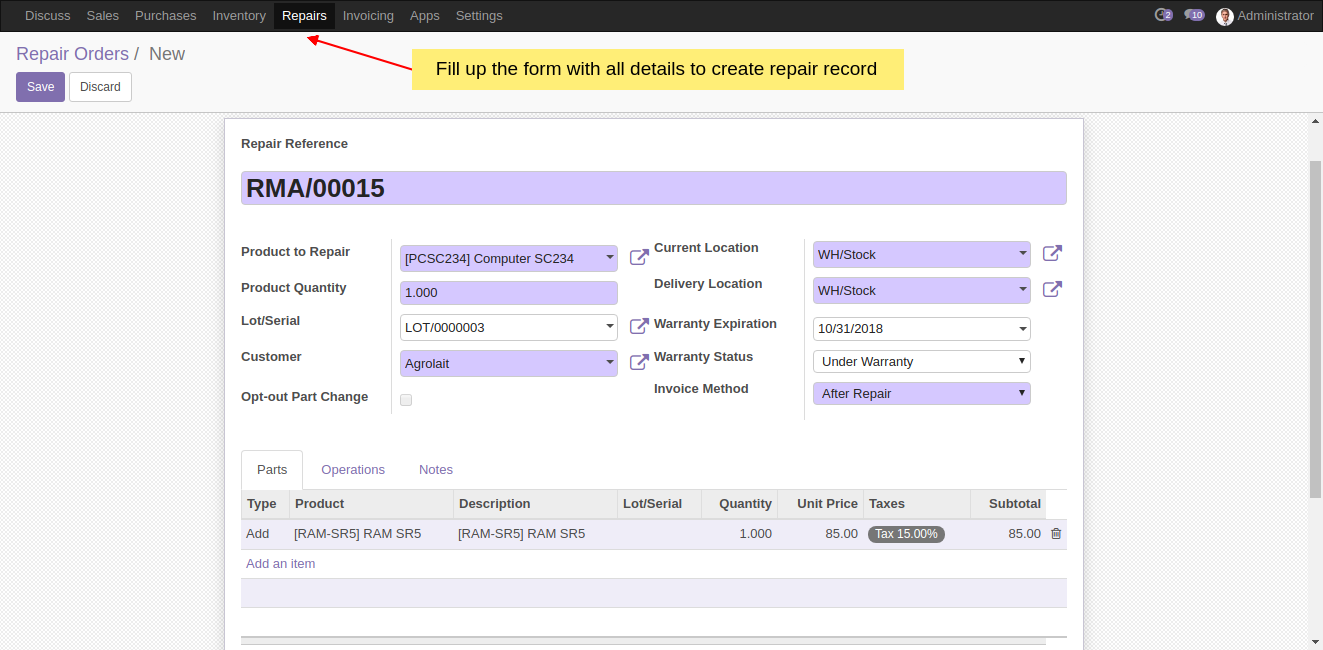 Discuss Sales Purchases Inventory Repairs Invoicing Apps Settings 2 10 Administrator
Repair Orders / New
Fill up the form with all details to create repair record
Save Discard
Repair Reference
RMA/00015
Product to Repair [PCSC234] Computer SC234 Current Location WH/Stock
Product Quantity 1.000 Delivery Location WH/Stock
Lot/Serial LOT/0000003 Warranty Expiration 10/31/2018
Customer Agrolait Warranty Status Under Warranty
Opt-out Part Change Invoice Method After Repair
Parts Operations Notes
Type Product Description Lot/Serial Quantity Unit Price Taxes Subtotal
Add [RAM-SR5] RAM SR5 [RAM-SR5] RAM SR5 1.000 85.00 Tax 15.00% 85.00
Add an item